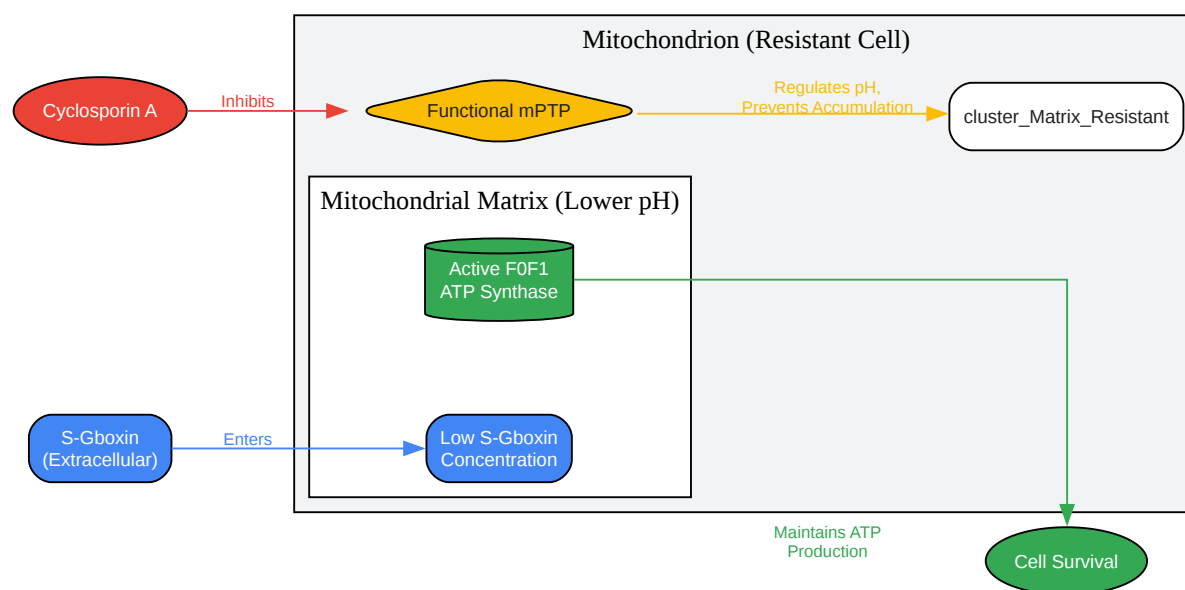 Mitochondrion (Resistant Cell)
Cyclosporin A
Inhibits
Functional mPTP
Regulates pH,
Prevents Accumulation
cluster_Matrix_Resistant
Mitochondrial Matrix (Lower pH)
Active F0F1
ATP Synthase
S-Gboxin
(Extracellular)
Enters
Low S-Gboxin
Concentration
Maintains ATP
Production
Cell Survival